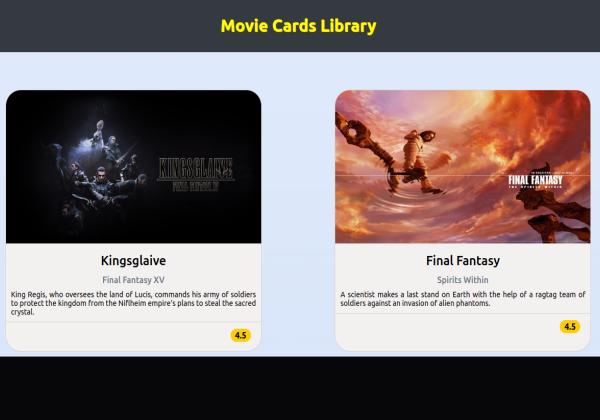 Movie Cards Library
KINGSGLAIVE
FINAL FANTASY XV
Kingsglaive
Final Fantasy XV
King Regis, who oversees the land of Lucis, commands his army of soldiers
to protect the kingdom from the Niflheim empire's plans to steal the sacred
crystal.
4.5
FINAL FANTASY
THE SPIRITS WITHIN
Final Fantasy
Spirits Within
A scientist makes a last stand on Earth with the help of a ragtag team of
soldiers against an invasion of alien phantoms.
4.5